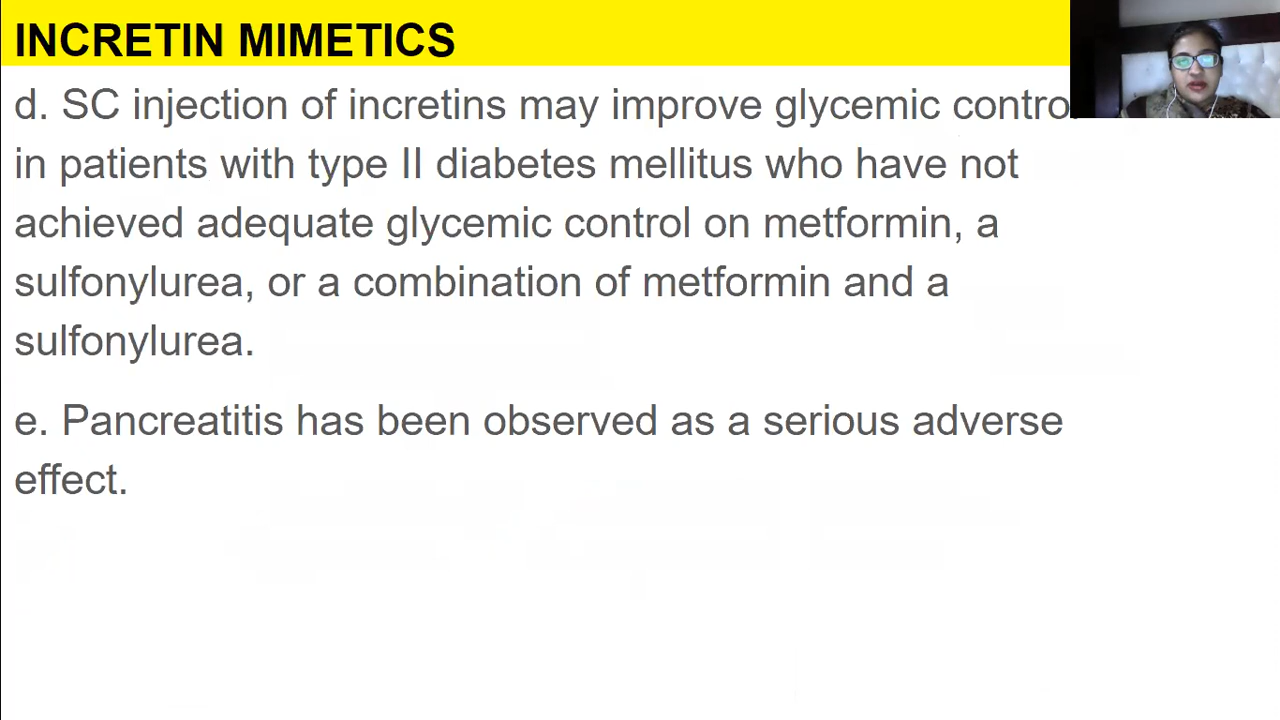 INCRETIN MIMETICS
d. SC injection of incretins may improve glycemic contro
in patients with type II diabetes mellitus who have not
achieved adequate glycemic control on metformin, a
sulfonylurea, or a combination of metformin and a
sulfonylurea.
e. Pancreatitis has been observed as a serious adverse
effect.